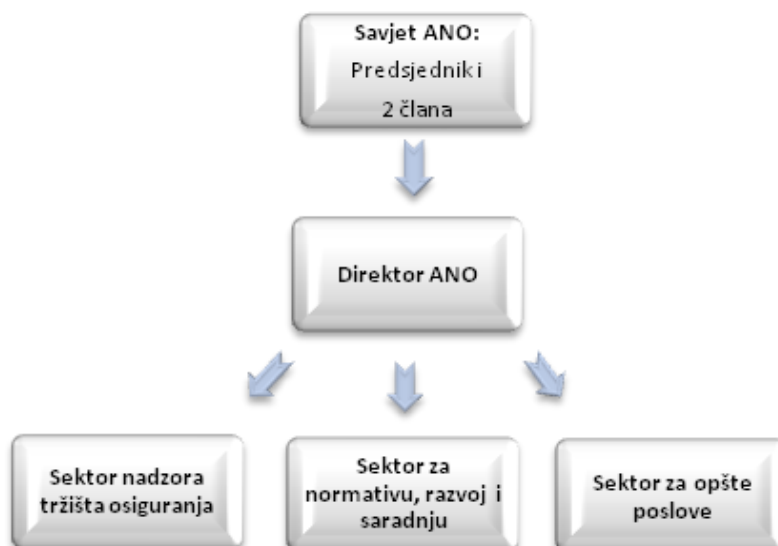 Savjet ANO:
Predsjednik i
2 člana
Direktor ANO
Sektor nadzora
tržišta osiguranja
Sektor za
normativu, razvoj i
saradnju
Sektor za opšte
poslove